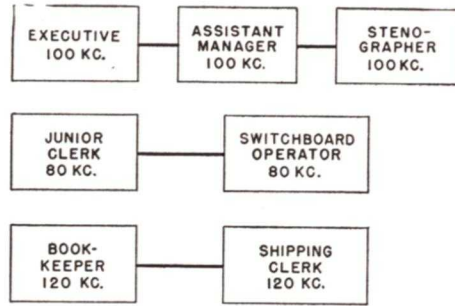 EXECUTIVE
100 KC.
ASSISTANT
MANAGER
100 KC.
STENO-
GRAPHER
100 KC.
JUNIOR
CLERK
80 KC.
SWITCHBOARD
OPERATOR
80 KC.
BOOK-
KEEPER
120 KC.
SHIPPING
CLERK
120 KC.